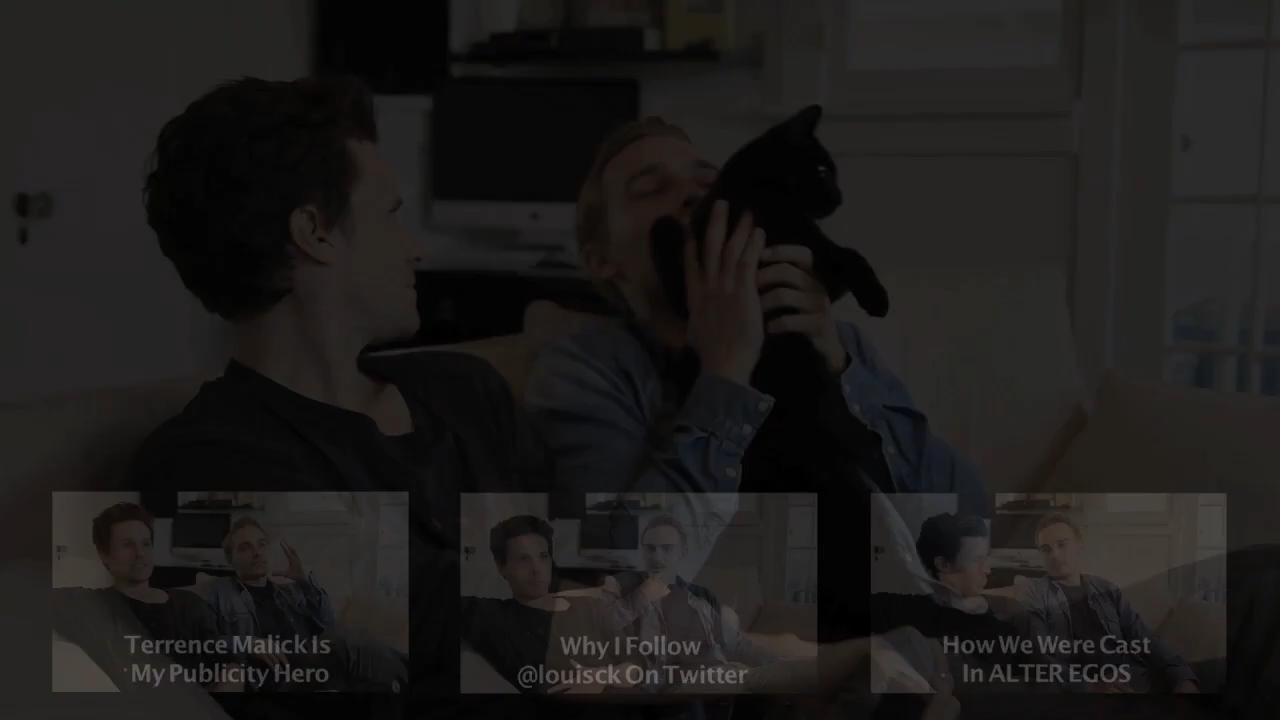 Terrence Malick Is
My Publicity Hero
Why I Follow
@louisck On Twitter
How We Were Cast
In ALTER EGOS